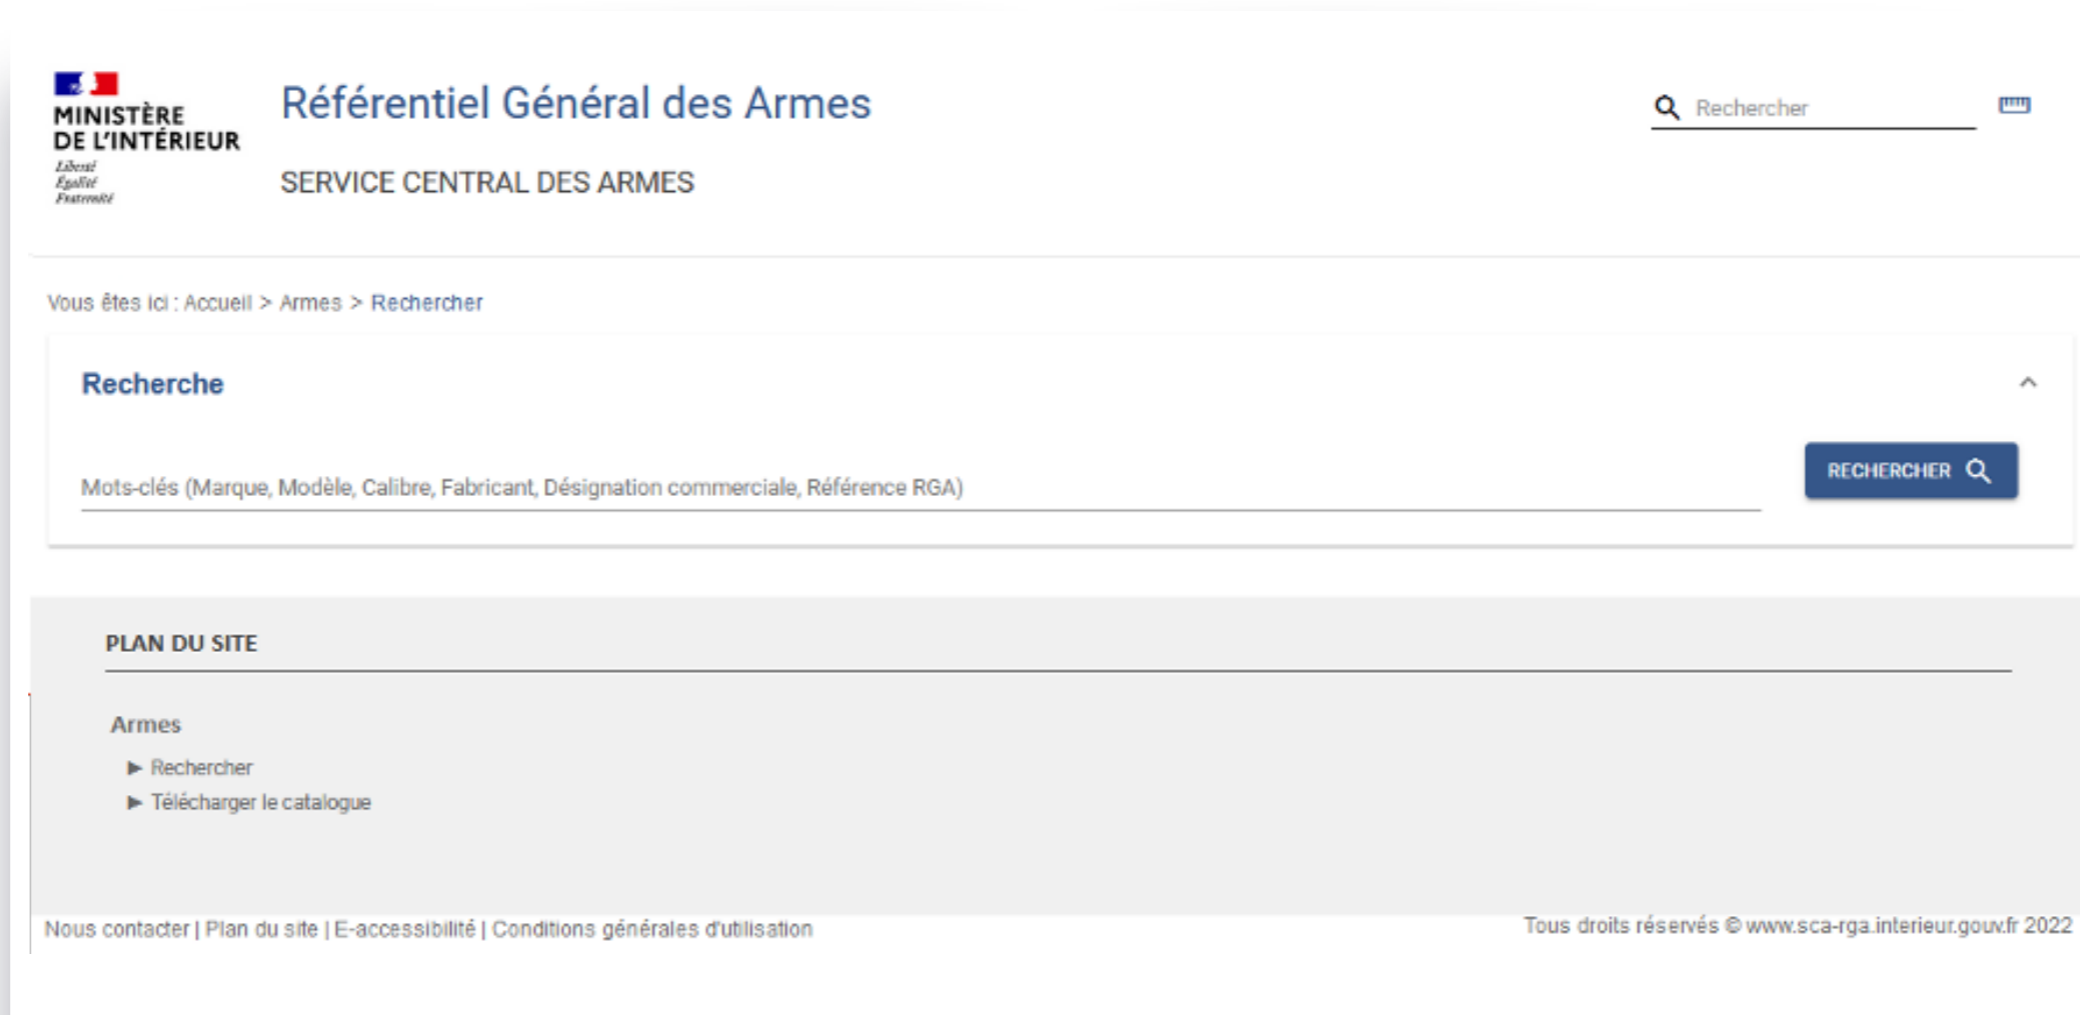 MINISTÈRE
DE L'INTÉRIEUR
Liberté
Égalité
Fraternité
Référentiel Général des Armes
SERVICE CENTRAL DES ARMES
Rechercher
Vous êtes ici : Accueil > Armes > Rechercher
Recherche
Mots-clés (Marque, Modèle, Calibre, Fabricant, Désignation commerciale, Référence RGA)
RECHERCHER
PLAN DU SITE
Armes
► Rechercher
► Télécharger le catalogue
Nous contacter | Plan du site | E-accessibilité | Conditions générales d'utilisation
Tous droits réservés © www.sca-rga.interieur.gouv.fr 2022